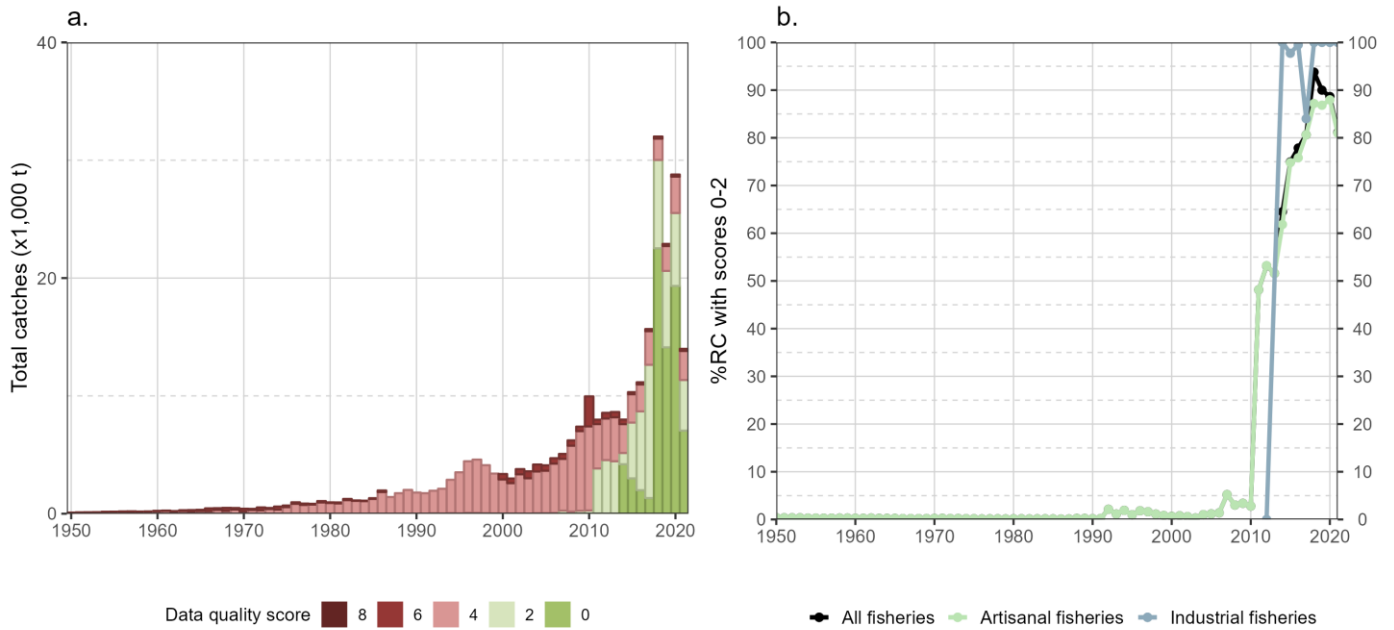 a.
Total catches (x1,000 t)
40
20
0
1950 1960 1970 1980 1990 2000 2010 2020
Data quality score 8 6 4 2 0
b.
%RC with scores 0-2
100 100
90 90
80 80
70 70
60 60
50 50
40 40
30 30
20 20
10 10
0 0
1950 1960 1970 1980 1990 2000 2010 2020
All fisheries Artisanal fisheries Industrial fisheries